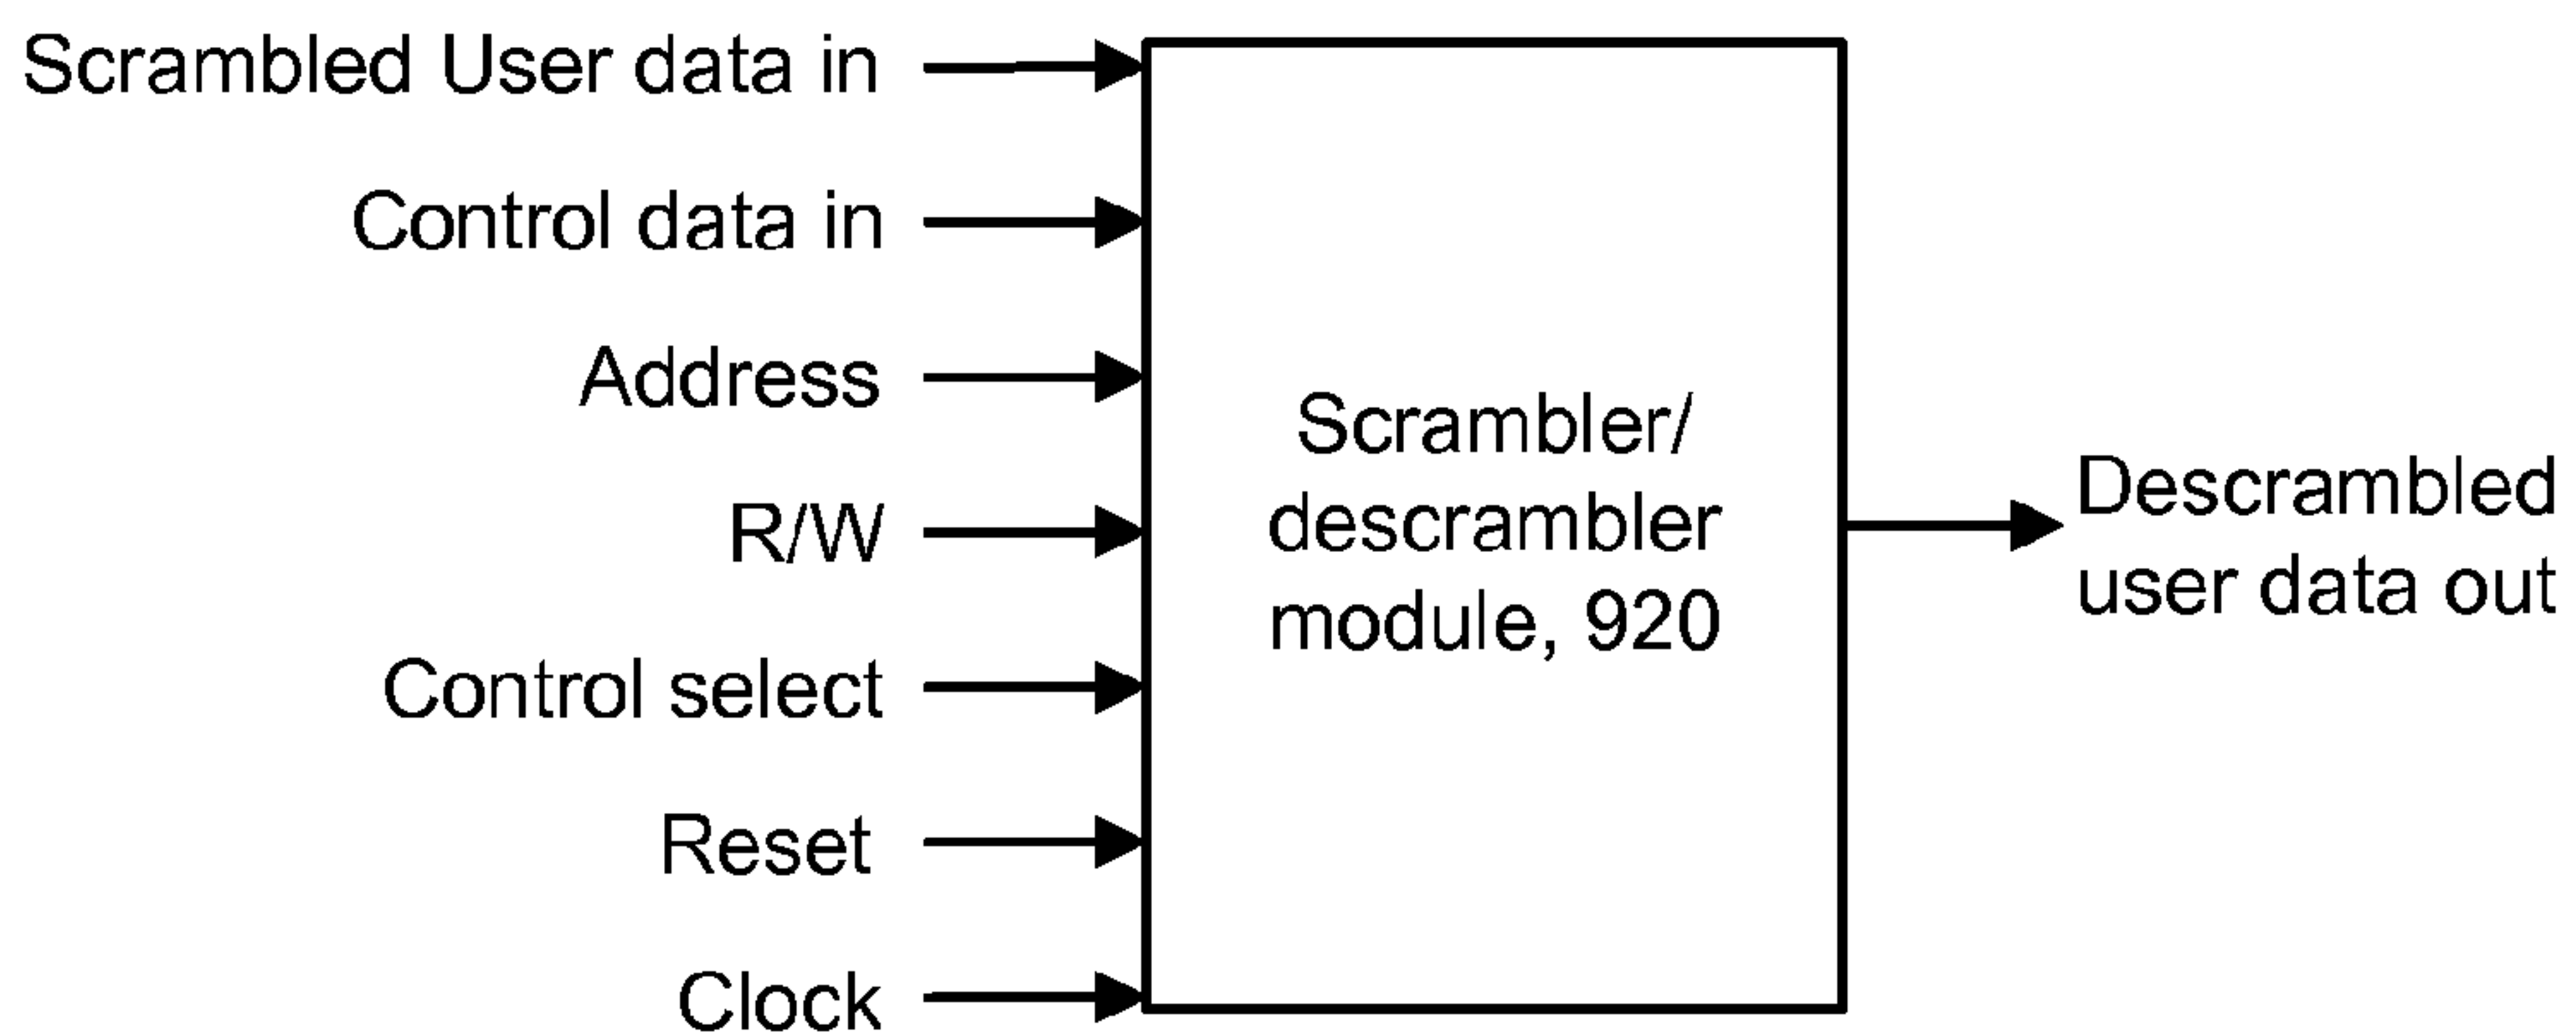 Scrambled User data in
Control data in
Address
R/W
Control select
Reset
Clock
Scrambler/
descrambler
module, 920
Descrambled
user data out